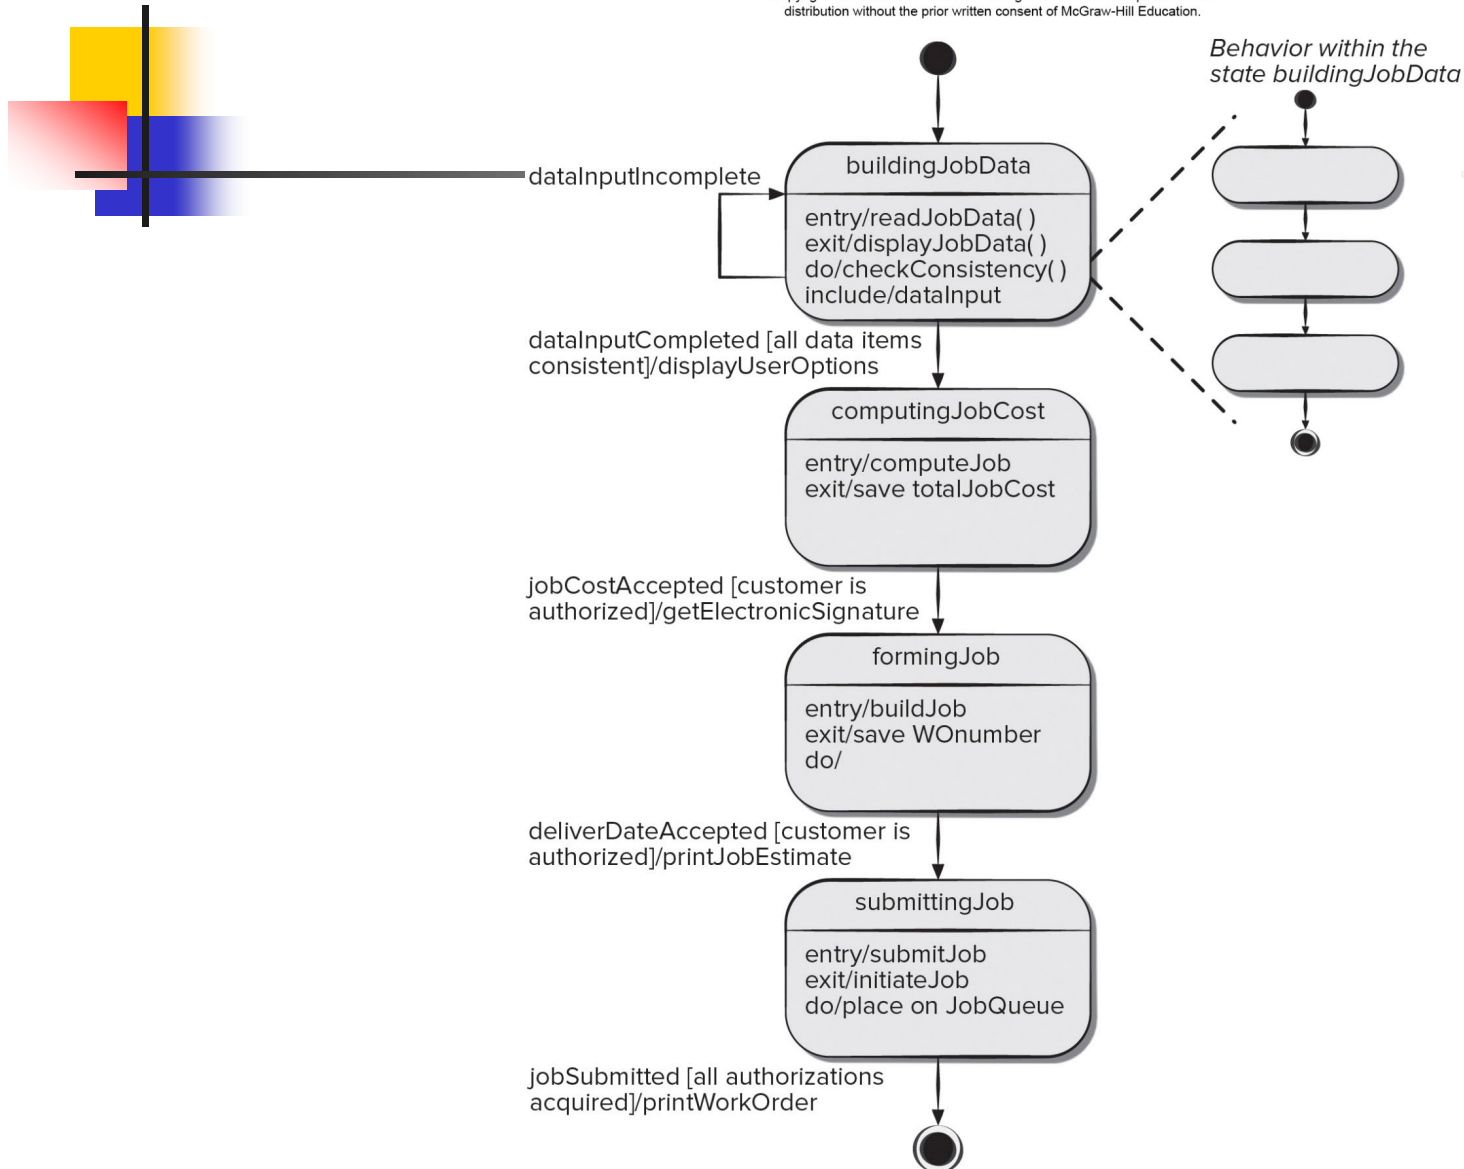 distribution without the prior written consent of McGraw-Hill Education.
Behavior within the
state buildingJobData
dataInputIncomplete
buildingJobData
entry/readJobData( )
exit/displayJobData( )
do/checkConsistency( )
include/dataInput
dataInputCompleted [all data items
consistent]/displayUserOptions
computingJobCost
entry/computeJob
exit/save totalJobCost
jobCostAccepted [customer is
authorized]/getElectronicSignature
formingJob
entry/buildJob
exit/save WOnumber
do/
deliverDateAccepted [customer is
authorized]/printJobEstimate
submittingJob
entry/submitJob
exit/initiateJob
do/place on JobQueue
jobSubmitted [all authorizations
acquired]/printWorkOrder